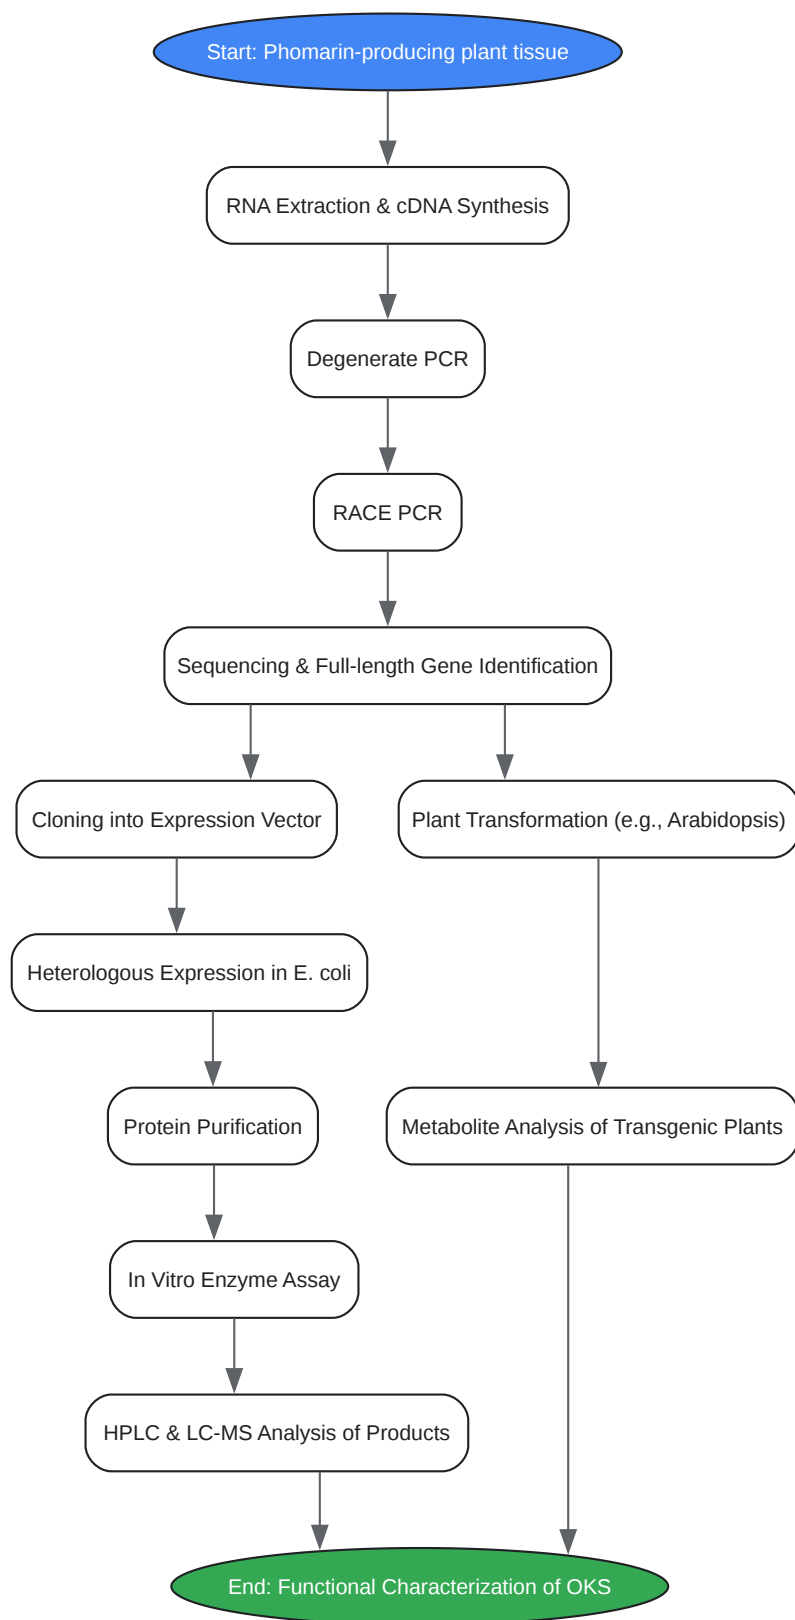 Start: Phomarin-producing plant tissue
RNA Extraction & cDNA Synthesis
Degenerate PCR
RACE PCR
Sequencing & Full-length Gene Identification
Cloning into Expression Vector
Plant Transformation (e.g., Arabidopsis)
Heterologous Expression in E. coli
Protein Purification
Metabolite Analysis of Transgenic Plants
In Vitro Enzyme Assay
HPLC & LC-MS Analysis of Products
End: Functional Characterization of OKS